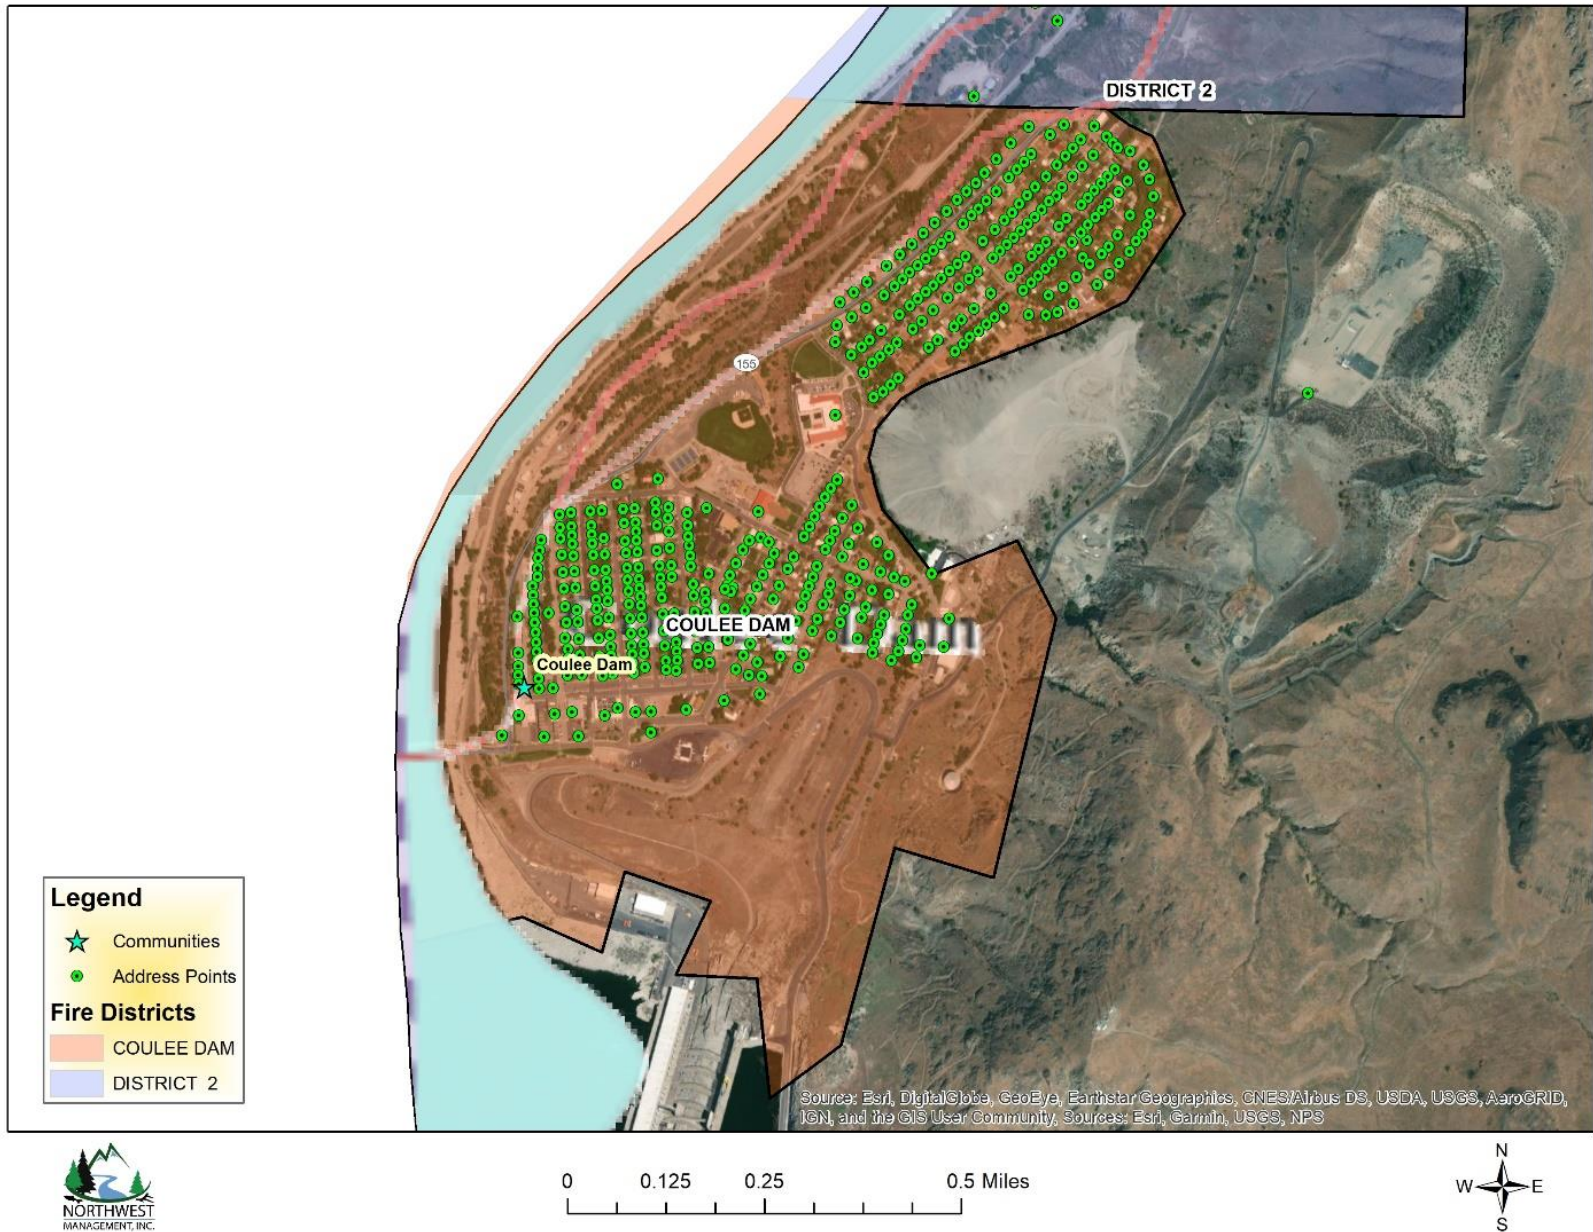 DISTRICT 2
155
COULEE DAM
Coulee Dam
Legend
Communities
Address Points
Fire Districts
COULEE DAM
DISTRICT 2
Source: Esri, DigitalGlobe, GeoEye, Earthstar Geographics, CNES/Airbus DS, USDA, USGS, AeroGRID,
IGN, and the GIS User Community, Sources: Esri, Garmin, USGS, NPS
NORTHWEST
MANAGEMENT, INC.
0 0.125 0.25 0.5 Miles
N
W E
S